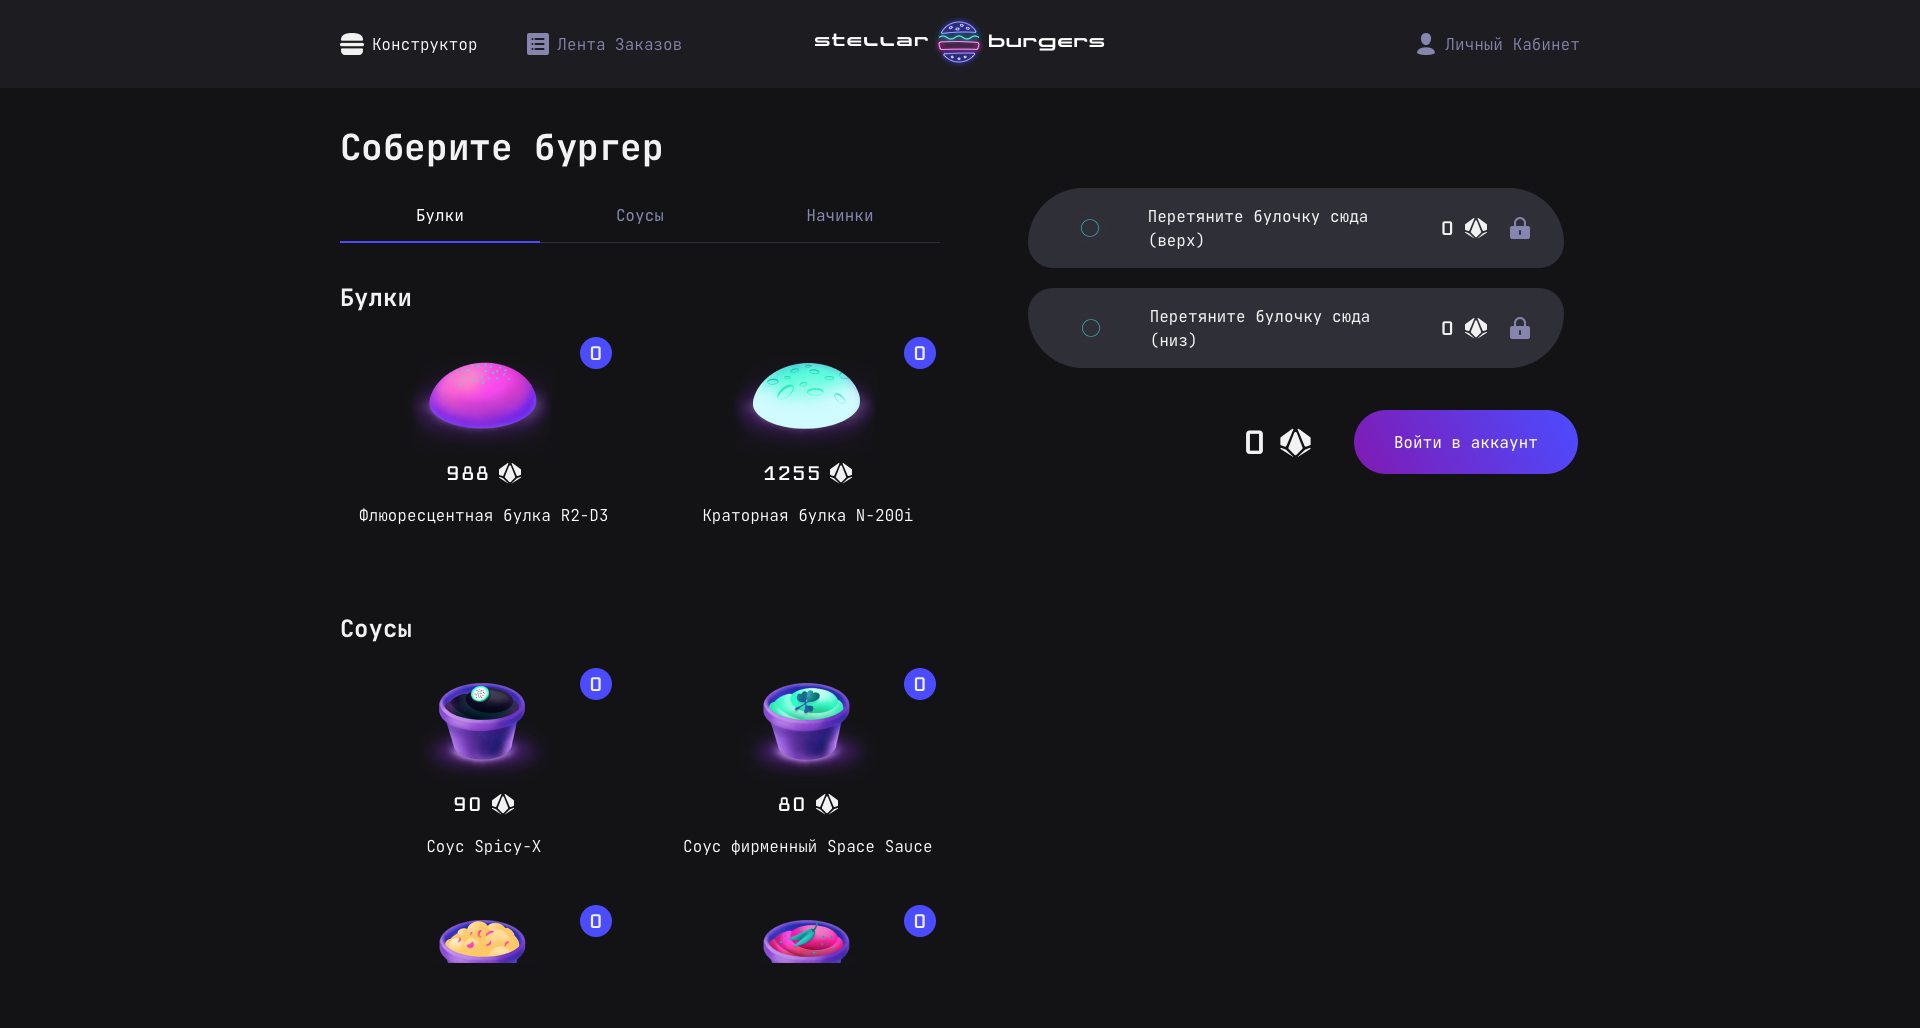 Конструктор
Лента Заказов
stellar burgers
Личный Кабинет
Соберите бургер
Булки
Соусы
Начинки
Булки
0
0
988
1255
Флюоресцентная булка R2-D3
Краторная булка N-200i
Соусы
0
0
90
80
Соус Spicy-X
Соус фирменный Space Sauce
0
0
Перетяните булочку сюда
(верх)
0
Перетяните булочку сюда
(низ)
0
0
Войти в аккаунт